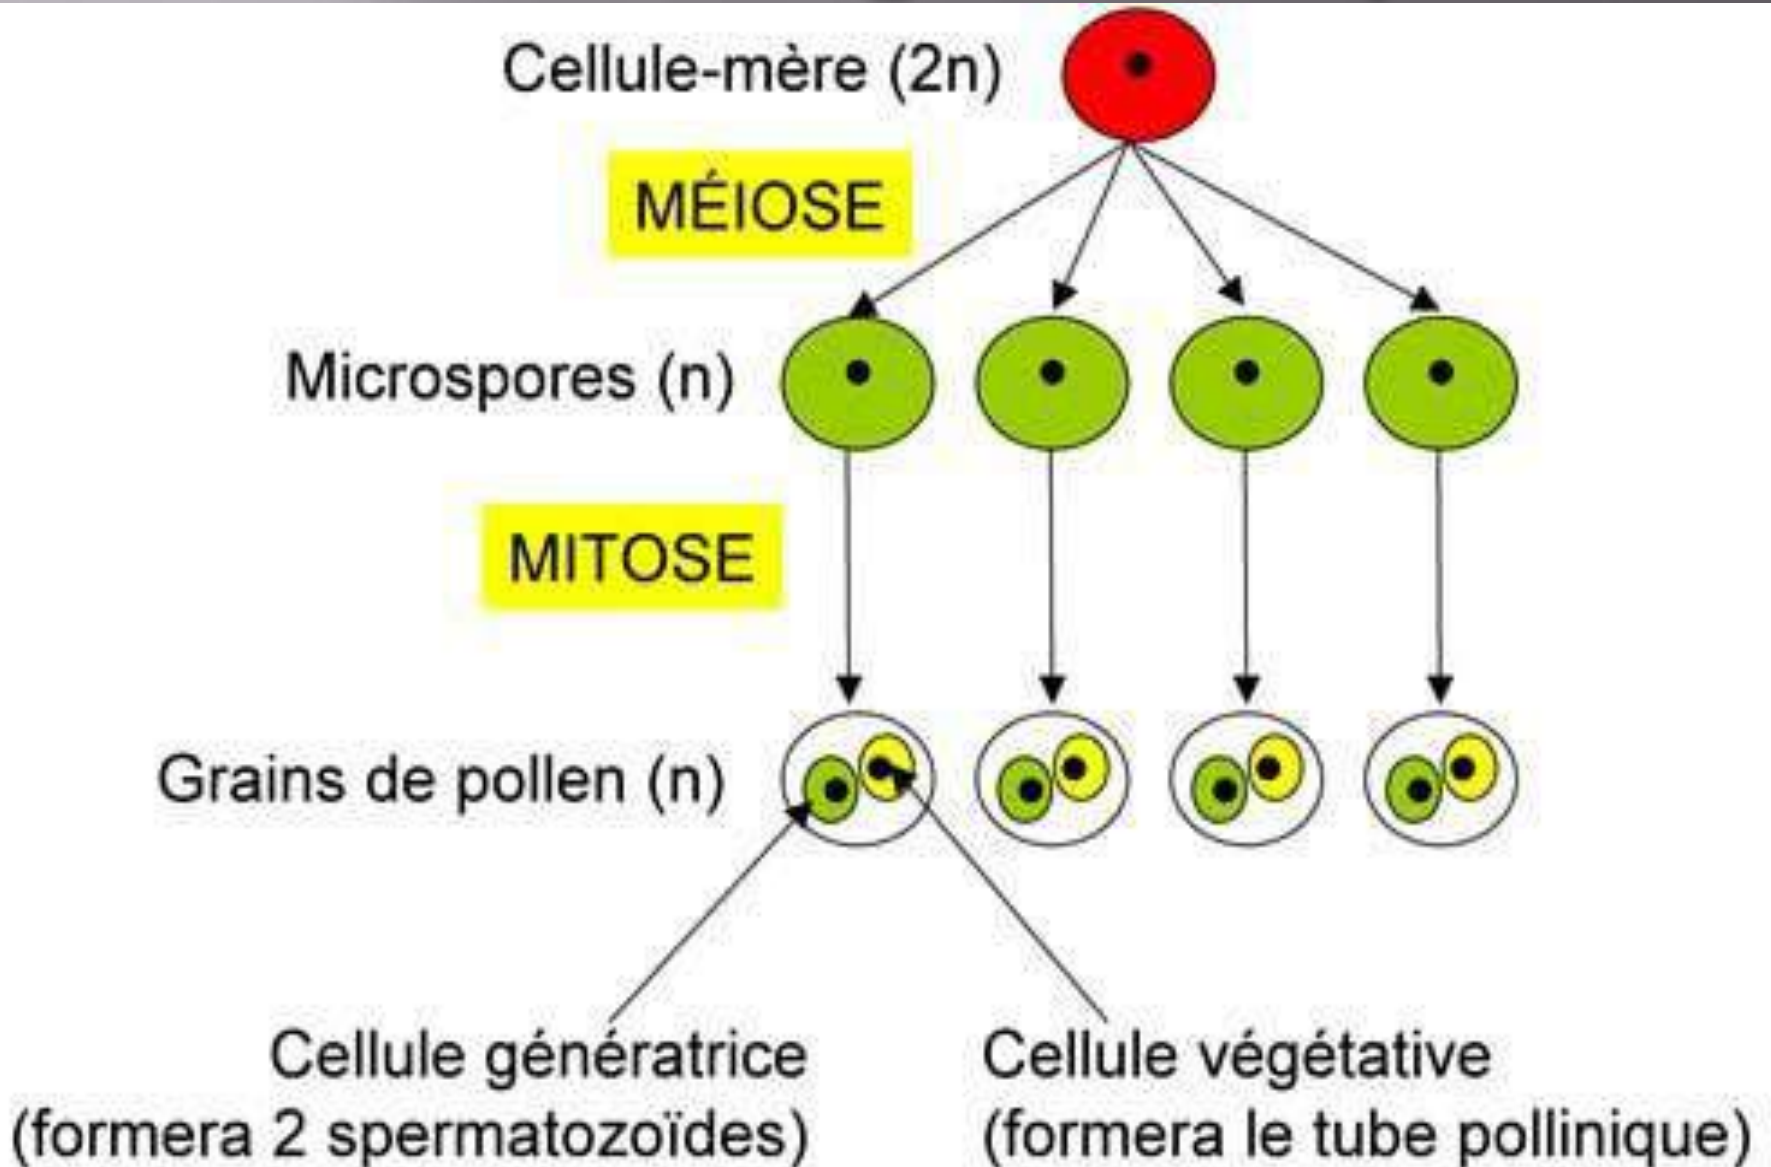 Cellule-mère (2n)
MÉIOSE
Microspores (n)
MITOSE
Grains de pollen (n)
Cellule génératrice
(formera 2 spermatozoïdes)
Cellule végétative
(formera le tube pollinique)